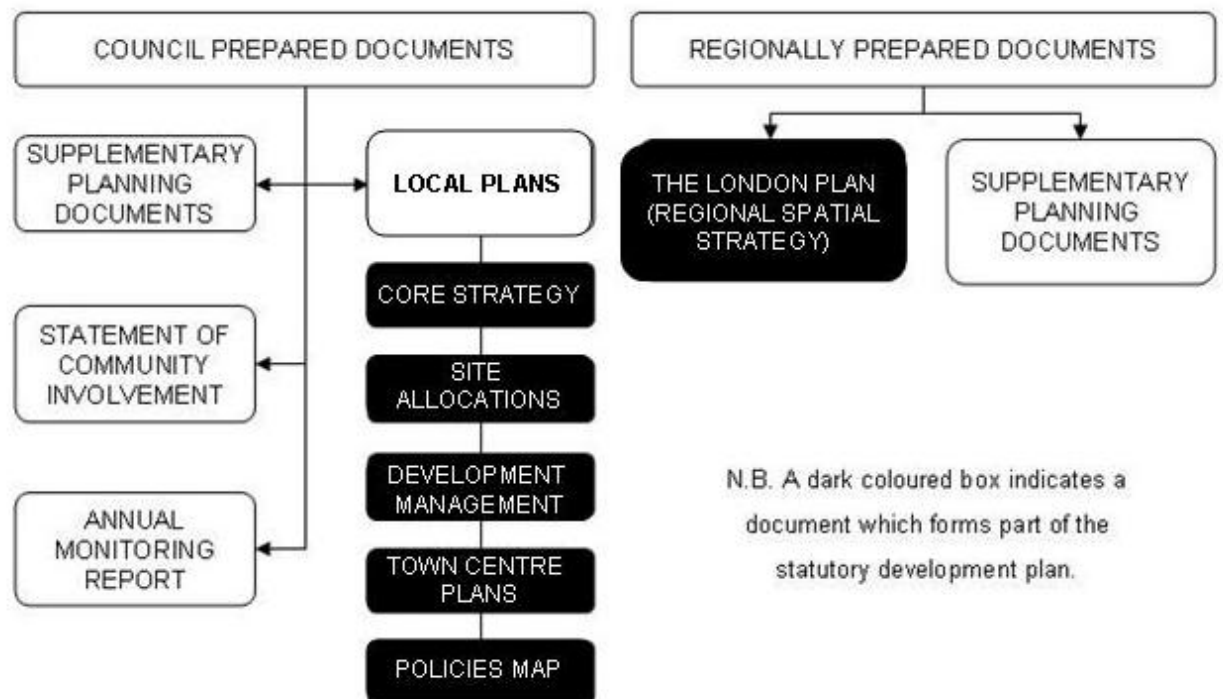 COUNCIL PREPARED DOCUMENTS
SUPPLEMENTARY
PLANNING
DOCUMENTS
STATEMENT OF
COMMUNITY
INVOLVEMENT
ANNUAL
MONITORING
REPORT
LOCAL PLANS
CORE STRATEGY
SITE
ALLOCATIONS
DEVELOPMENT
MANAGEMENT
TOWN CENTRE
PLANS
POLICIES MAP
REGIONALLY PREPARED DOCUMENTS
THE LONDON PLAN
(REGIONAL SPATIAL
STRATEGY)
SUPPLEMENTARY
PLANNING
DOCUMENTS
N.B. A dark coloured box indicates a
document which forms part of the
statutory development plan.